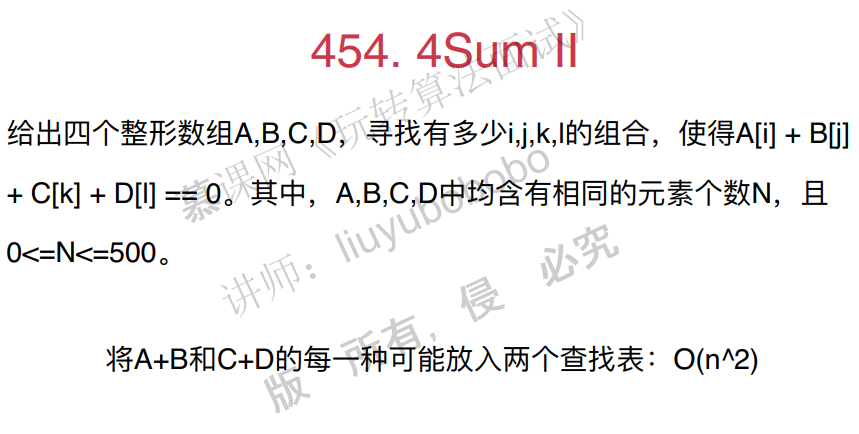 454. 4Sum II
给出四个整形数组A,B,C,D，寻找有多少i,j,k,l的组合，使得A[i] + B[j]
+ C[k] + D[l] == 0。其中，A,B,C,D中均含有相同的元素个数N，且
0<=N<=500。
将A+B和C+D的每一种可能放入两个查找表：O(n^2)
慕课网《玩转算法面试》
讲师：liuyubobobo
版 所有，侵 必究